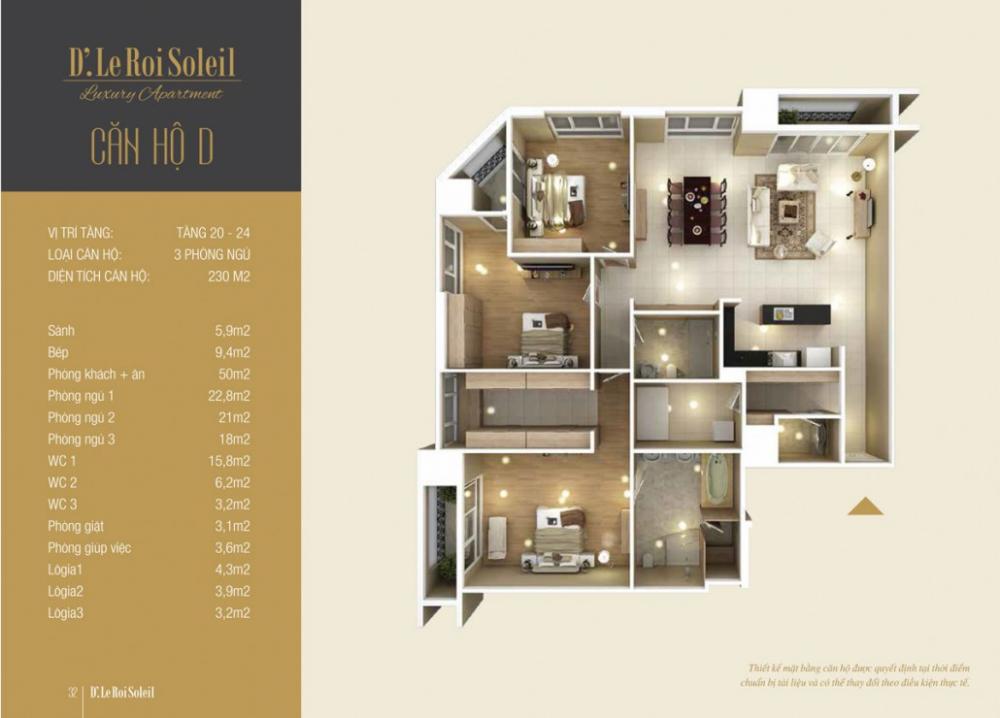 D'. Le Roi Soleil
Luxury Apartment
CĂN HỘ D
VỊ TRÍ TẦNG: TẦNG 20 - 24
LOẠI CĂN HỘ: 3 PHÒNG NGỦ
DIỆN TÍCH CĂN HỘ: 230 M2
Sảnh 5,9m2
Bếp 9,4m2
Phòng khách + ăn 50m2
Phòng ngủ 1 22,8m2
Phòng ngủ 2 21m2
Phòng ngủ 3 18m2
WC 1 15,8m2
WC 2 6,2m2
WC 3 3,2m2
Phòng giặt 3,1m2
Phòng giúp việc 3,6m2
Lôgia1 4,3m2
Lôgia2 3,9m2
Lôgia3 3,2m2
Thiết kế mặt bằng căn hộ được quyết định tại thời điểm
chuẩn bị tài liệu và có thể thay đổi theo điều kiện thực tế.
32 D'. Le Roi Soleil